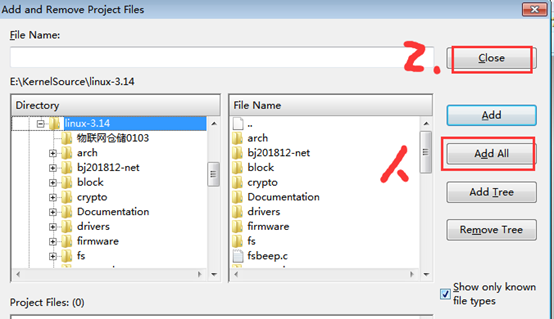 Add and Remove Project Files
File Name:
2.
Close
E:\KernelSource\linux-3.14
Directory
File Name
linux-3.14
物联网仓储0103
arch
bj201812-net
block
crypto
Documentation
drivers
firmware
fs
..
arch
bj201812-net
block
crypto
Documentation
drivers
firmware
fs
fsbeep.c
Add
1.
Add All
Add Tree
Remove Tree
Show only known
file types
Project Files: (0)